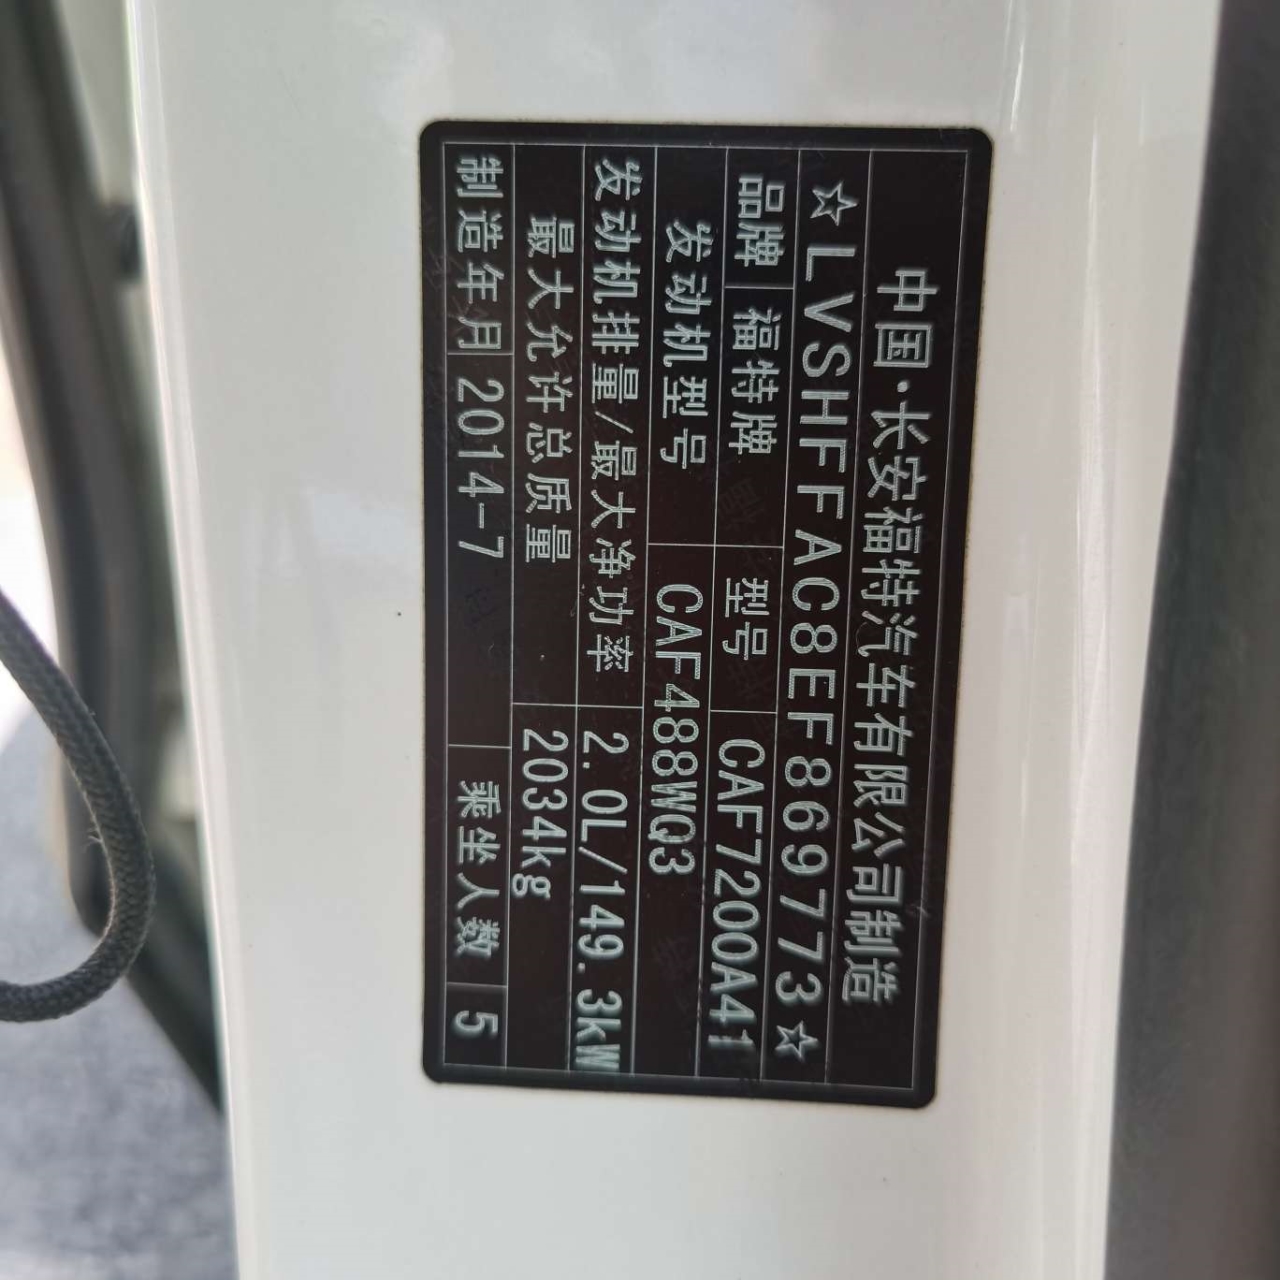 中国·长安福特汽车有限公司制造
☆LVSHFFAC8EF869773☆
品牌 福特牌 型号 CAF7200A41
发动机型号 CAF488WQ3
发动机排量/最大净功率 2.0L/149.3kW
最大允许总质量 2034kg
制造年月 2014-7 乘坐人数 5